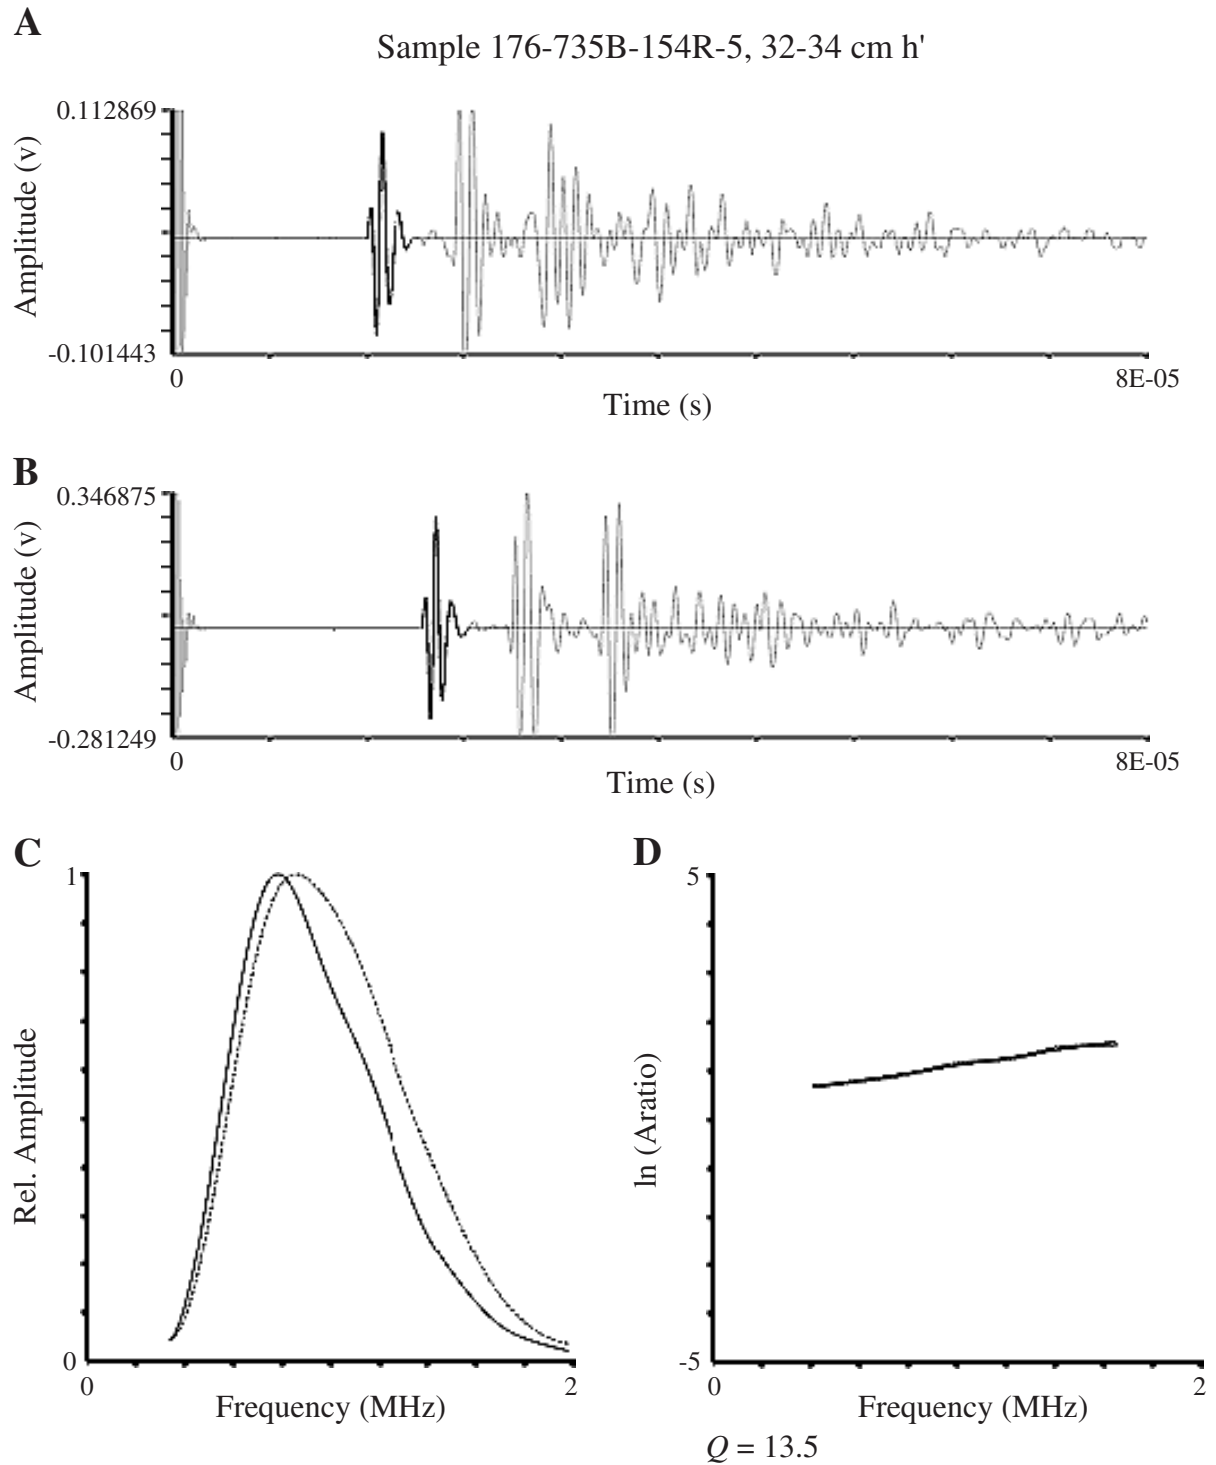 A
Sample 176-735B-154R-5, 32-34 cm h'
0.112869
Amplitude (v)
-0.101443
0
8E-05
Time (s)
B
0.346875
Amplitude (v)
-0.281249
0
8E-05
Time (s)
C
1
Rel. Amplitude
0
0
2
Frequency (MHz)
D
5
ln (Aratio)
-5
0
2
Frequency (MHz)
Q = 13.5